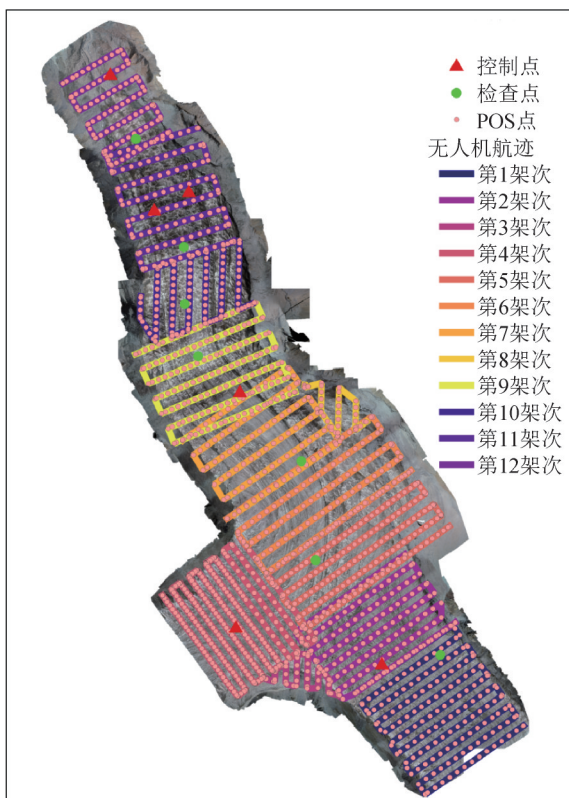 控制点
检查点
POS点
无人机航迹
第1架次
第2架次
第3架次
第4架次
第5架次
第6架次
第7架次
第8架次
第9架次
第10架次
第11架次
第12架次